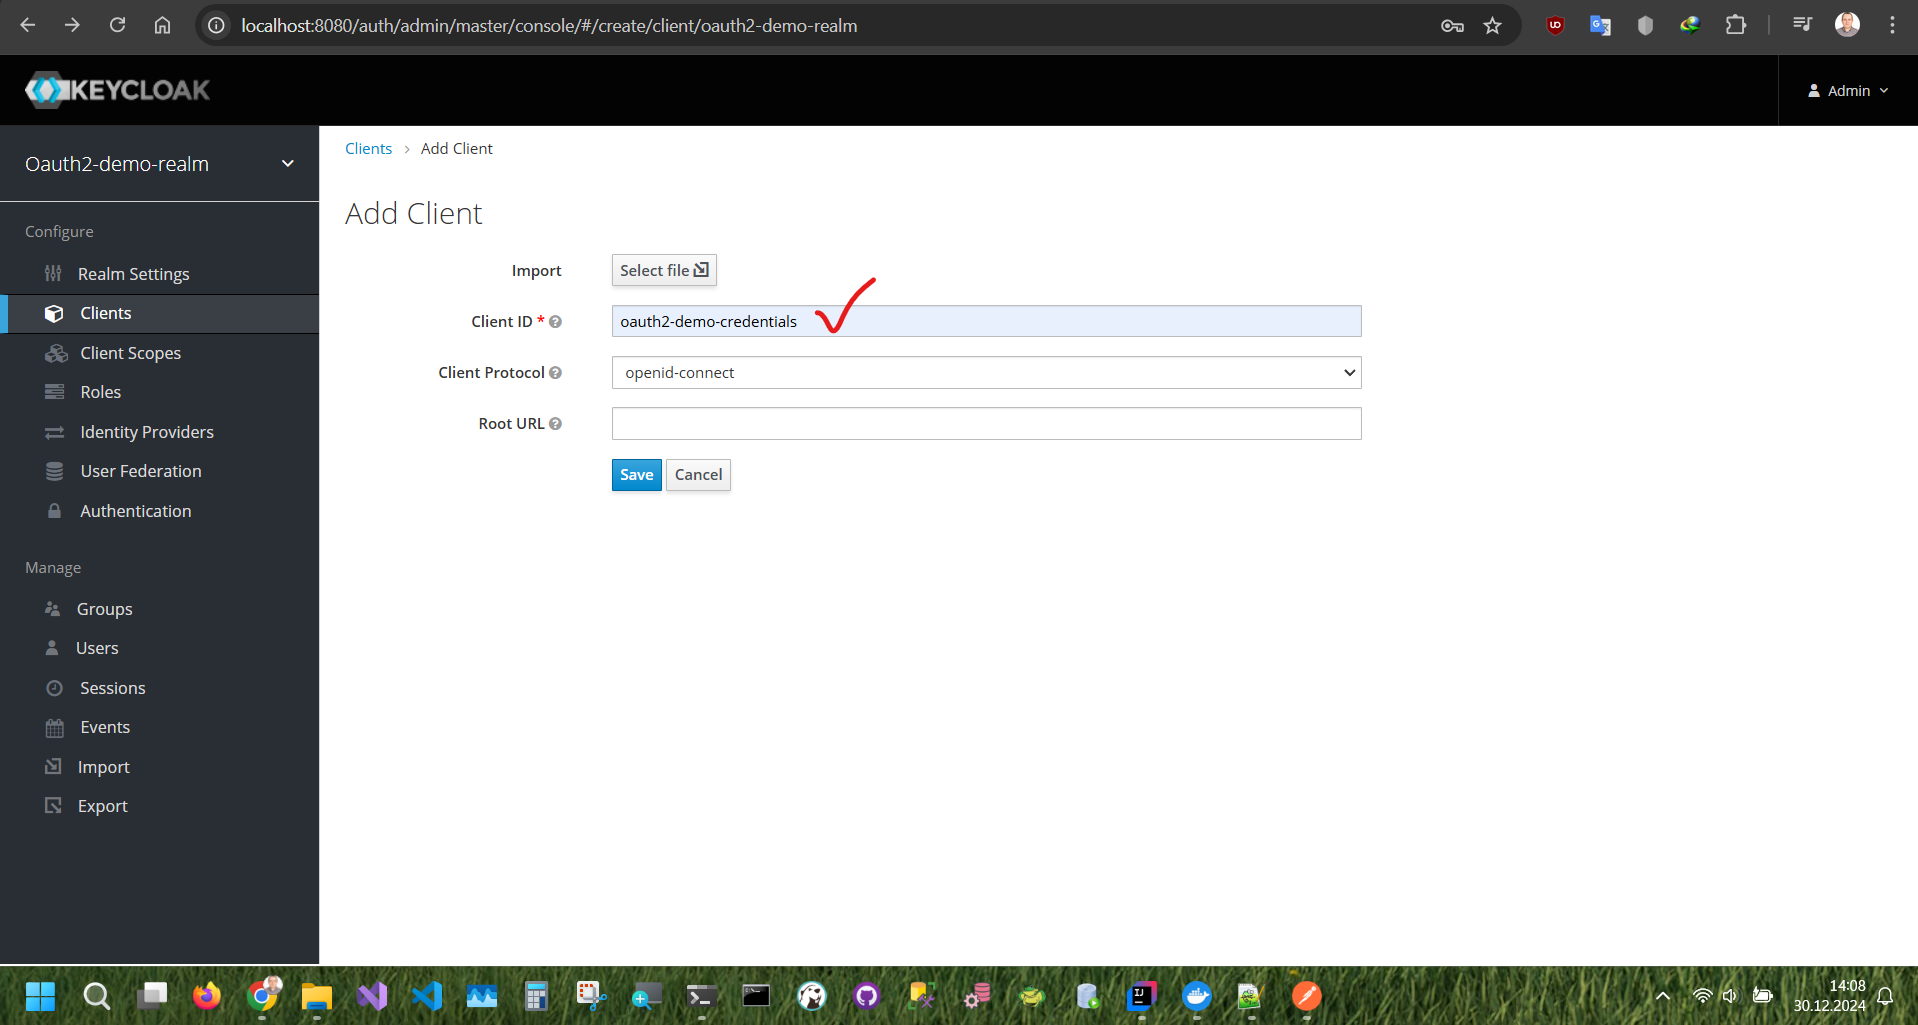 localhost:8080/auth/admin/master/console/#/create/client/oauth2-demo-realm
KEYCLOAK
Admin
Oauth2-demo-realm
Clients > Add Client
Add Client
Configure
Realm Settings
Clients
Client Scopes
Roles
Identity Providers
User Federation
Authentication
Manage
Groups
Users
Sessions
Events
Import
Export
Import Select file
Client ID * oauth2-demo-credentials
Client Protocol openid-connect
Root URL
Save Cancel
14:08
30.12.2024